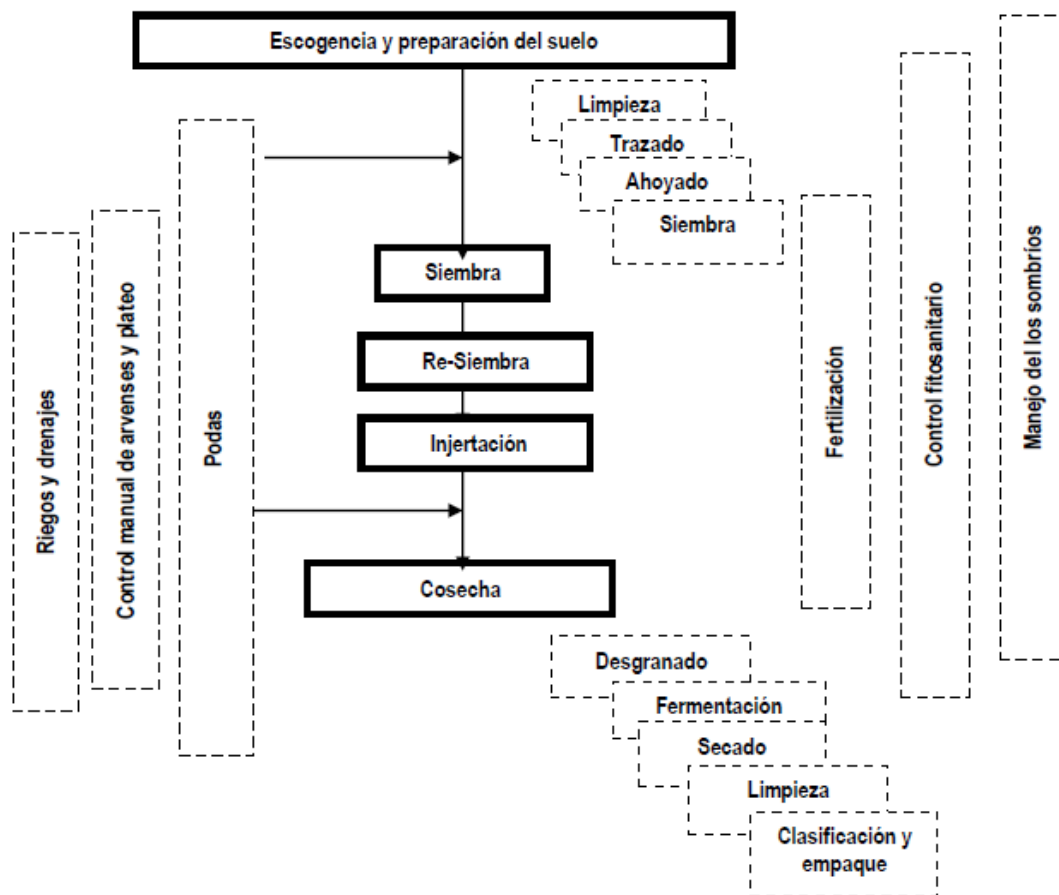 Escogencia y preparación del suelo
Limpieza
Trazado
Ahoyado
Siembra
Siembra
Re-Siembra
Injertación
Cosecha
Desgranado
Fermentación
Secado
Limpieza
Clasificación y
empaque
Riegos y drenajes
Control manual de arvenses y plateo
Podas
Fertilización
Control fitosanitario
Manejo del los sombríos